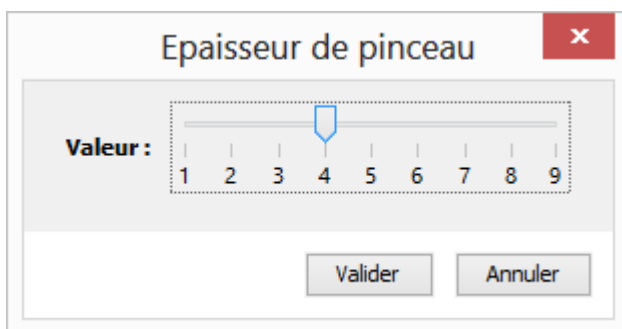 Epaisseur de pinceau
Valeur :
1 2 3 4 5 6 7 8 9
Valider Annuler